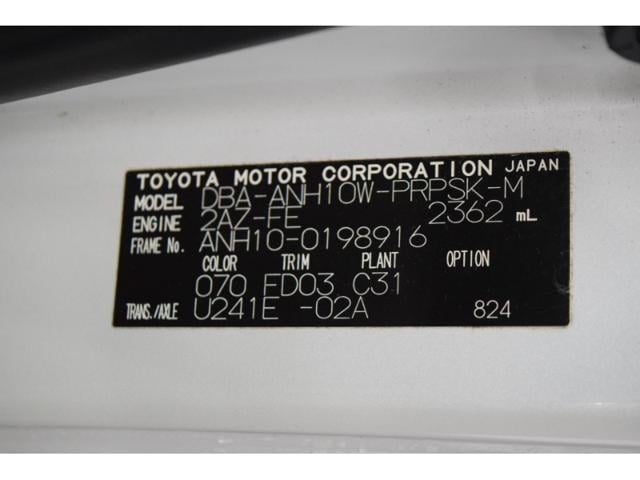 TOYOTA MOTOR CORPORATION JAPAN
MODEL DBA-ANH10W-PRPSK-M
ENGINE 2AZ-FE 2362 mL
FRAME No. ANH10-0198916
COLOR TRIM PLANT OPTION
070 FD03 C31
TRANS./AXLE U241E -02A 824